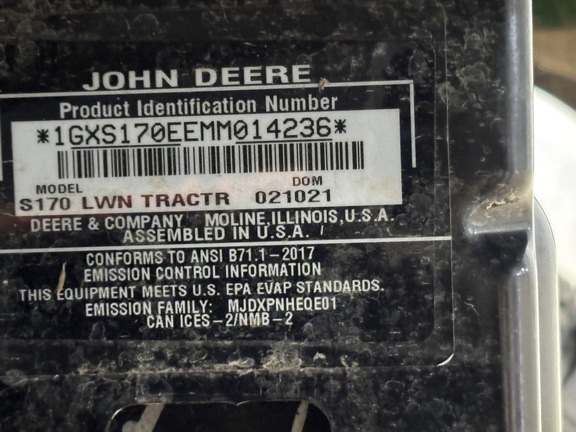 JOHN DEERE
Product Identification Number
*1GXS170EEMM014236*
MODEL DOM
S170 LWN TRACTR 021021
DEERE & COMPANY MOLINE, ILLINOIS, U.S.A.
ASSEMBLED IN U.S.A.
CONFORMS TO ANSI B71.1-2017
EMISSION CONTROL INFORMATION
THIS EQUIPMENT MEETS U.S. EPA EVAP STANDARDS.
EMISSION FAMILY: MJDXPNHEQE01
CAN ICES-2/NMB-2